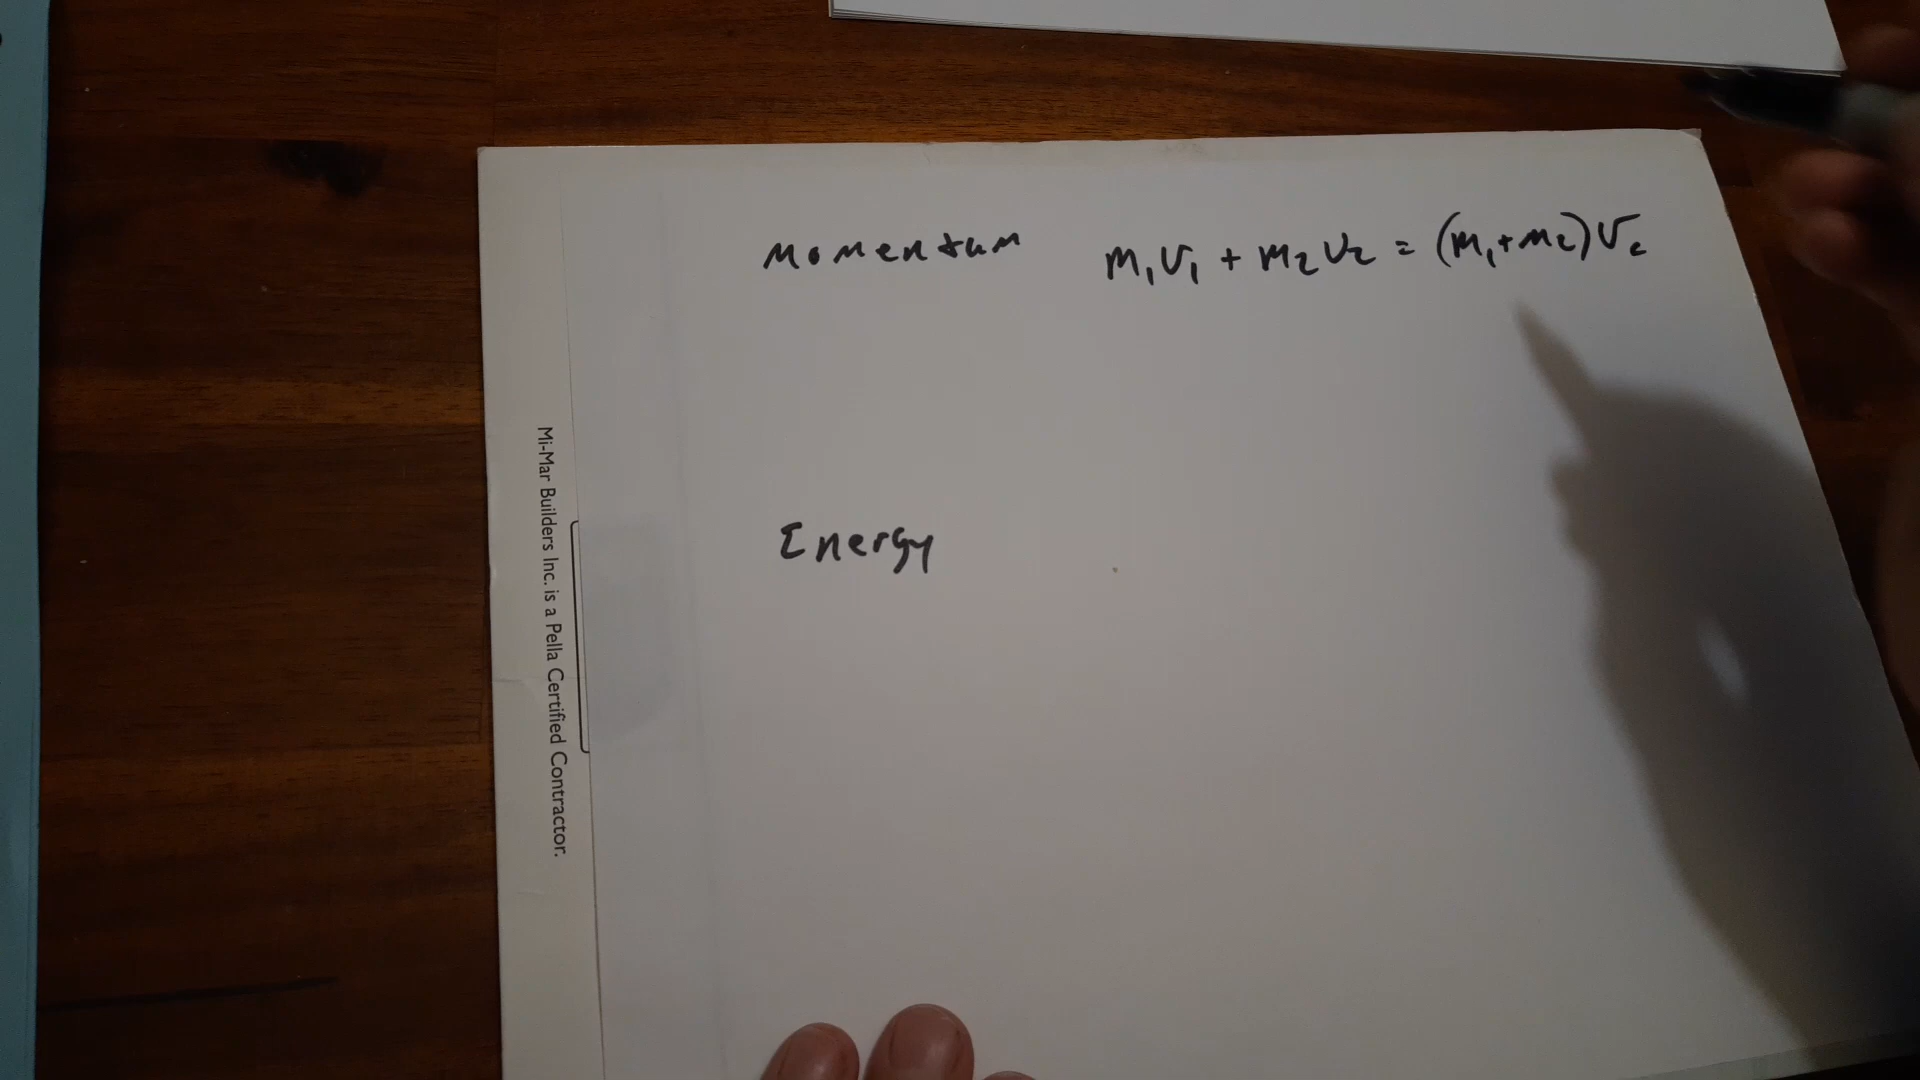 Momentum m₁v₁ + m₂v₂ = (m₁+m₂)v꜀
Energy
Mi-Mar Builders Inc. is a Pella Certified Contractor.